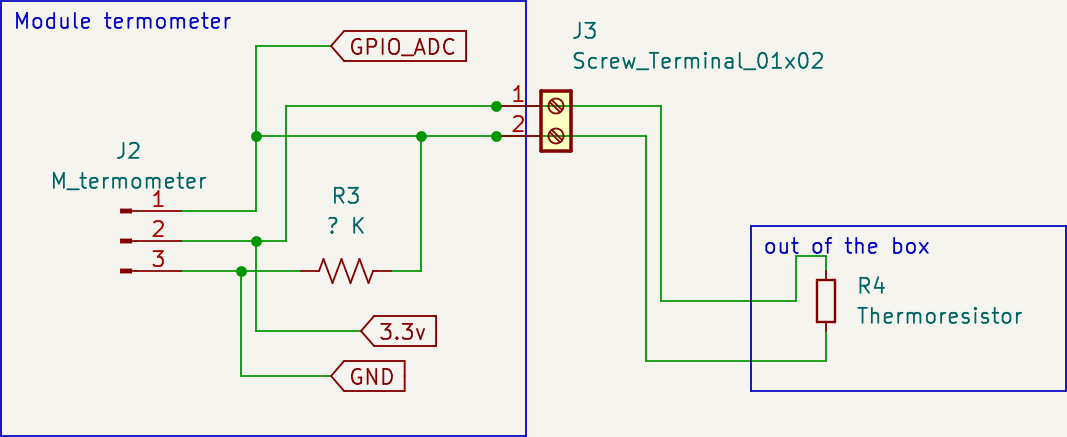 Module termometer
GPIO_ADC
J3
Screw_Terminal_01x02
1
2
J2
M_termometer
1
2
3
R3
? K
3.3v
GND
out of the box
R4
Thermoresistor